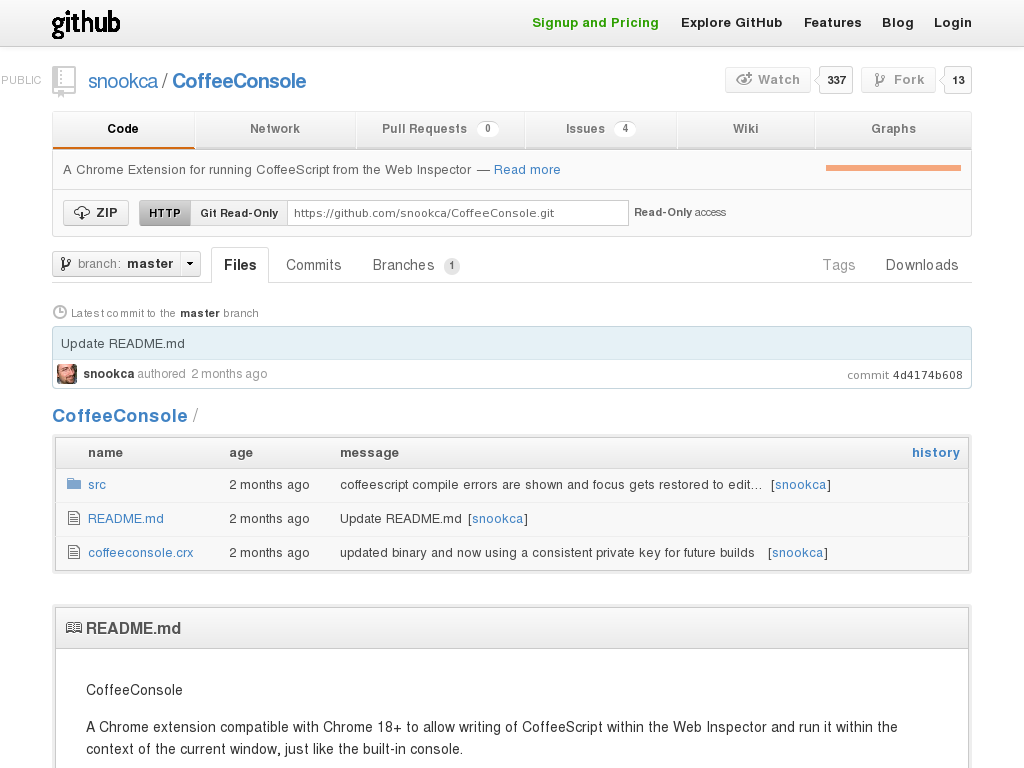 github
Signup and Pricing Explore GitHub Features Blog Login
PUBLIC snookca / CoffeeConsole Watch 337 Fork 13
Code Network Pull Requests 0 Issues 4 Wiki Graphs
A Chrome Extension for running CoffeeScript from the Web Inspector — Read more
ZIP HTTP Git Read-Only https://github.com/snookca/CoffeeConsole.git Read-Only access
branch: master Files Commits Branches 1 Tags Downloads
Latest commit to the master branch
Update README.md
snookca authored 2 months ago commit 4d4174b608
CoffeeConsole /
name age message history
src 2 months ago coffeescript compile errors are shown and focus gets restored to edit… [snookca]
README.md 2 months ago Update README.md [snookca]
coffeeconsole.crx 2 months ago updated binary and now using a consistent private key for future builds [snookca]
README.md
CoffeeConsole
A Chrome extension compatible with Chrome 18+ to allow writing of CoffeeScript within the Web Inspector and run it within the
context of the current window, just like the built-in console.